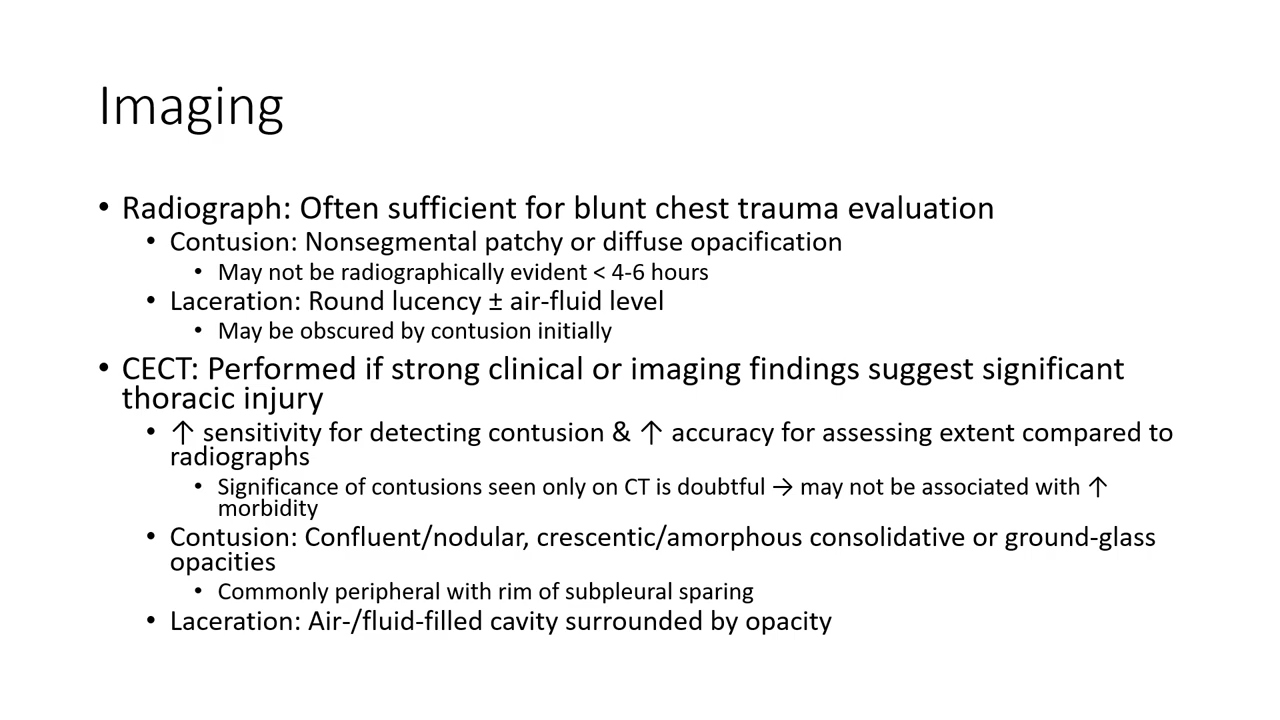 Imaging
• Radiograph: Often sufficient for blunt chest trauma evaluation
• Contusion: Nonsegmental patchy or diffuse opacification
• May not be radiographically evident < 4-6 hours
• Laceration: Round lucency ± air-fluid level
• May be obscured by contusion initially
• CECT: Performed if strong clinical or imaging findings suggest significant
thoracic injury
• ↑ sensitivity for detecting contusion & ↑ accuracy for assessing extent compared to
radiographs
• Significance of contusions seen only on CT is doubtful → may not be associated with ↑
morbidity
• Contusion: Confluent/nodular, crescentic/amorphous consolidative or ground-glass
opacities
• Commonly peripheral with rim of subpleural sparing
• Laceration: Air-/fluid-filled cavity surrounded by opacity